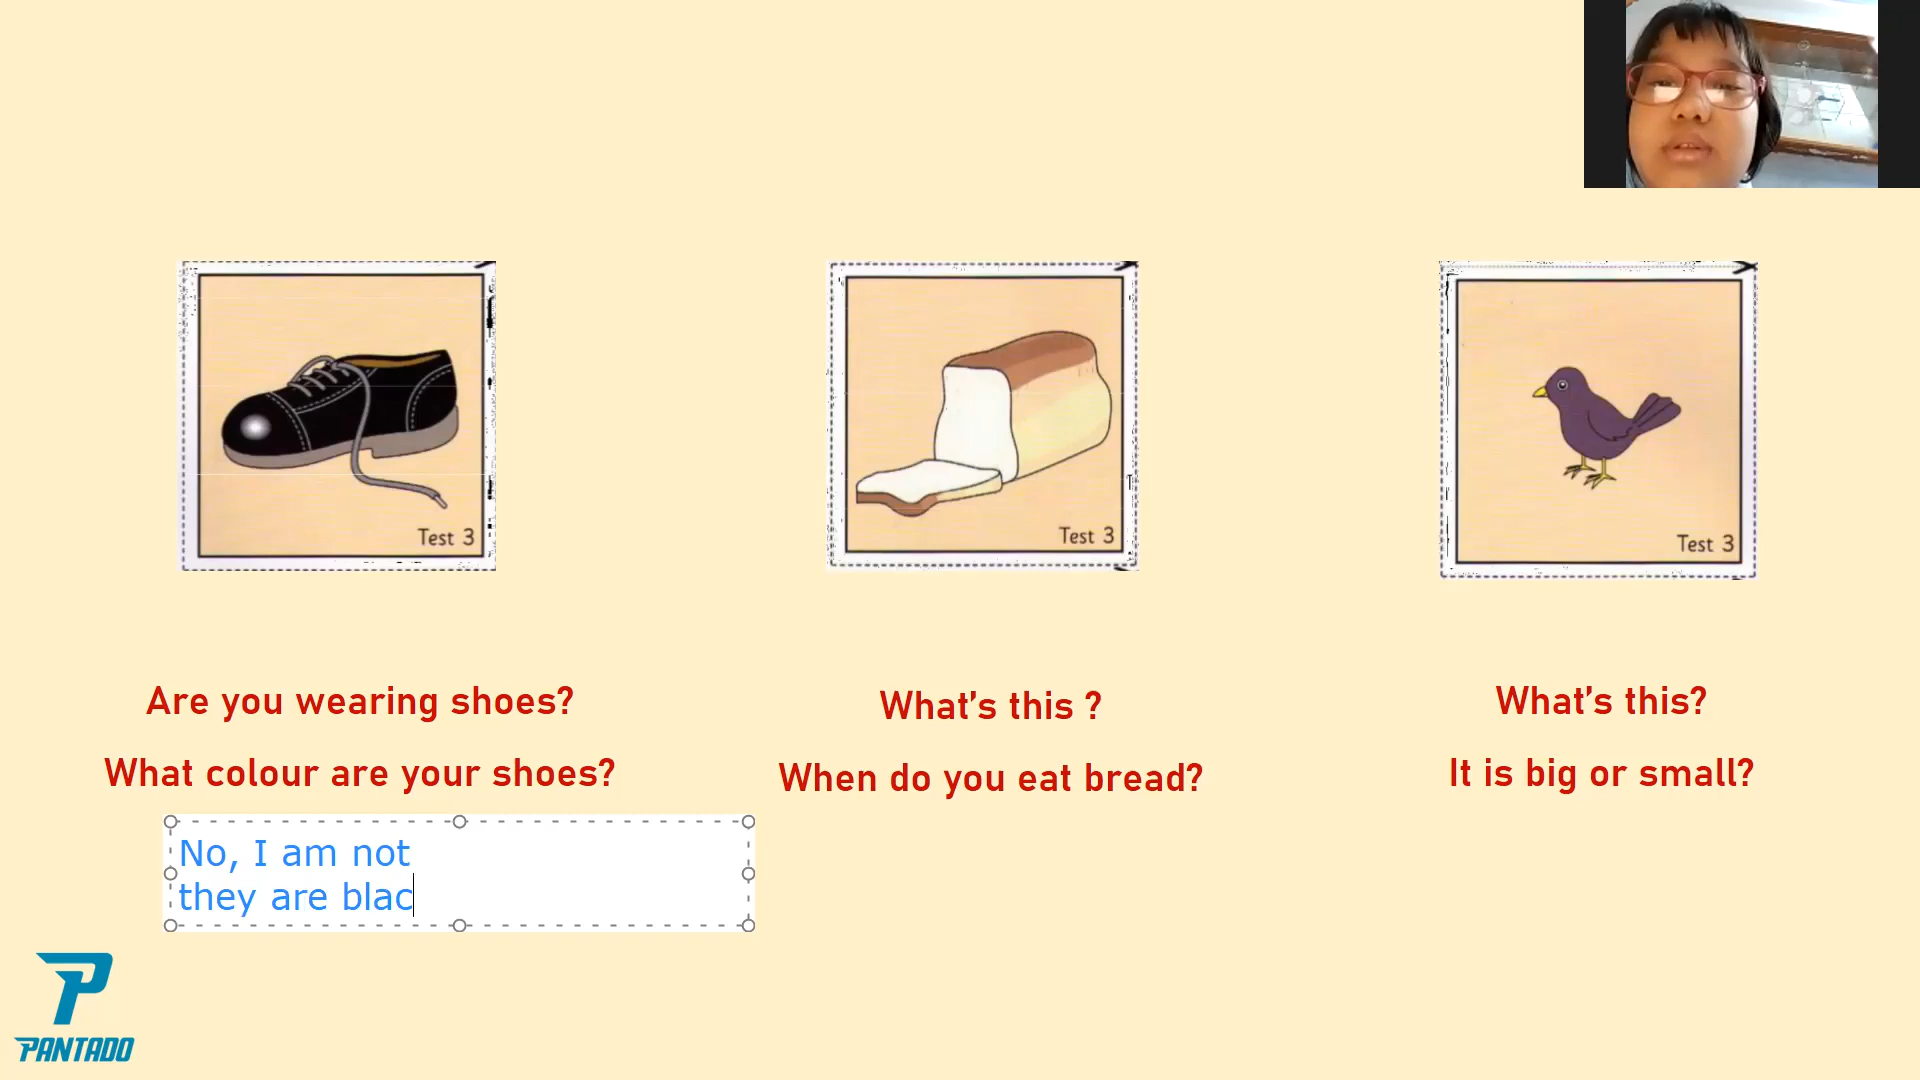 Test 3
Test 3
Test 3
Are you wearing shoes?
What colour are your shoes?
No, I am not
they are blac
What's this ?
When do you eat bread?
What's this?
It is big or small?
PANTADO